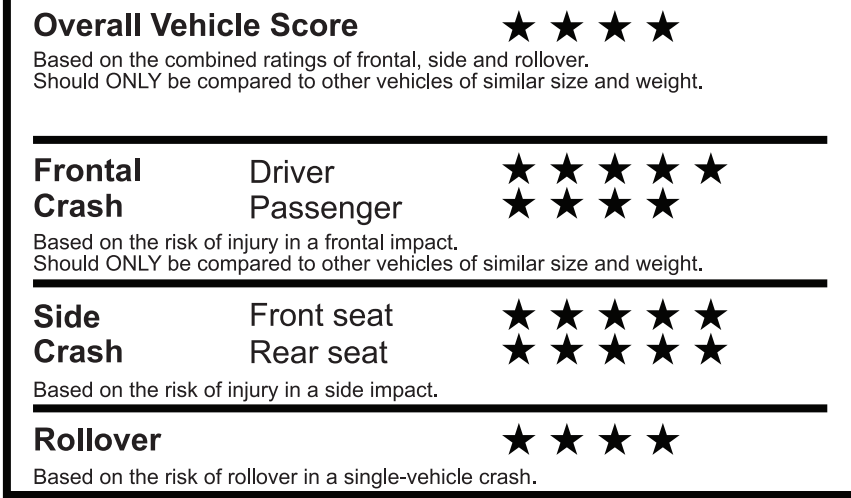 Overall Vehicle Score ★ ★ ★ ★
Based on the combined ratings of frontal, side and rollover.
Should ONLY be compared to other vehicles of similar size and weight.
Frontal Driver ★ ★ ★ ★ ★
Crash Passenger ★ ★ ★ ★
Based on the risk of injury in a frontal impact.
Should ONLY be compared to other vehicles of similar size and weight.
Side Front seat ★ ★ ★ ★ ★
Crash Rear seat ★ ★ ★ ★ ★
Based on the risk of injury in a side impact.
Rollover ★ ★ ★ ★
Based on the risk of rollover in a single-vehicle crash.